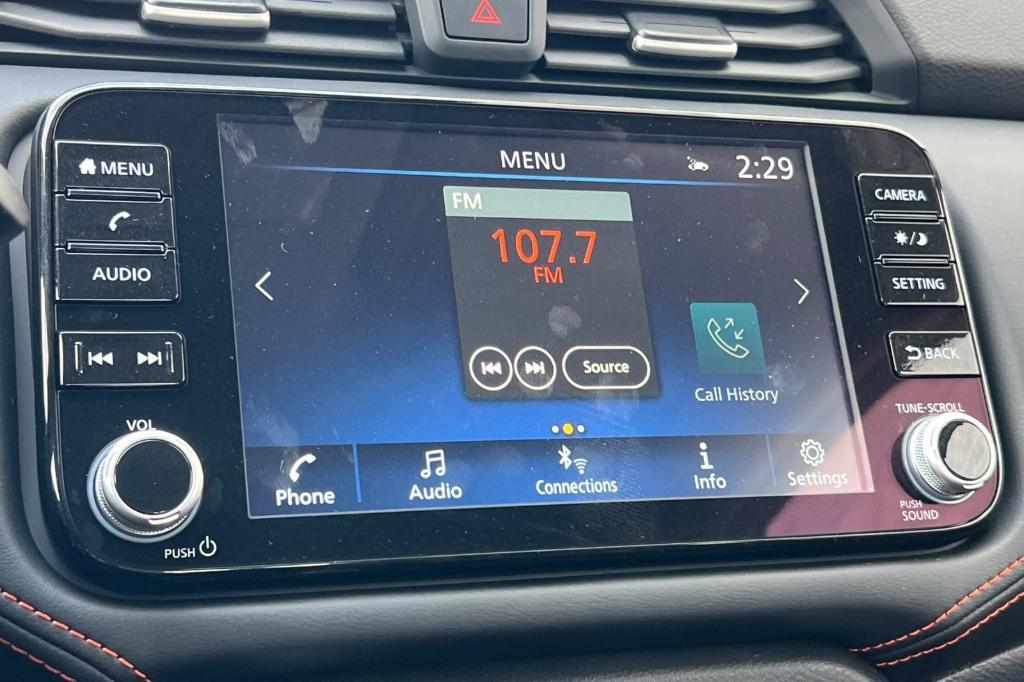 MENU
AUDIO
VOL
PUSH
MENU
2:29
FM
107.7
FM
Source
Call History
Phone
Audio
Connections
Info
Settings
CAMERA
SETTING
BACK
TUNE·SCROLL
PUSH
SOUND